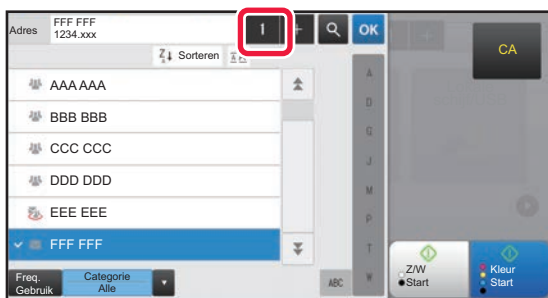 Adres
FFF FFF
1234.xxx
1
+
OK
CA
Z↓ Sorteren
AAA AAA
BBB BBB
CCC CCC
DDD DDD
EEE EEE
FFF FFF
A
D
G
J
M
P
T
W
ABC
Freq.
Gebruik
Categorie
Alle
Z/W
Start
Kleur
Start